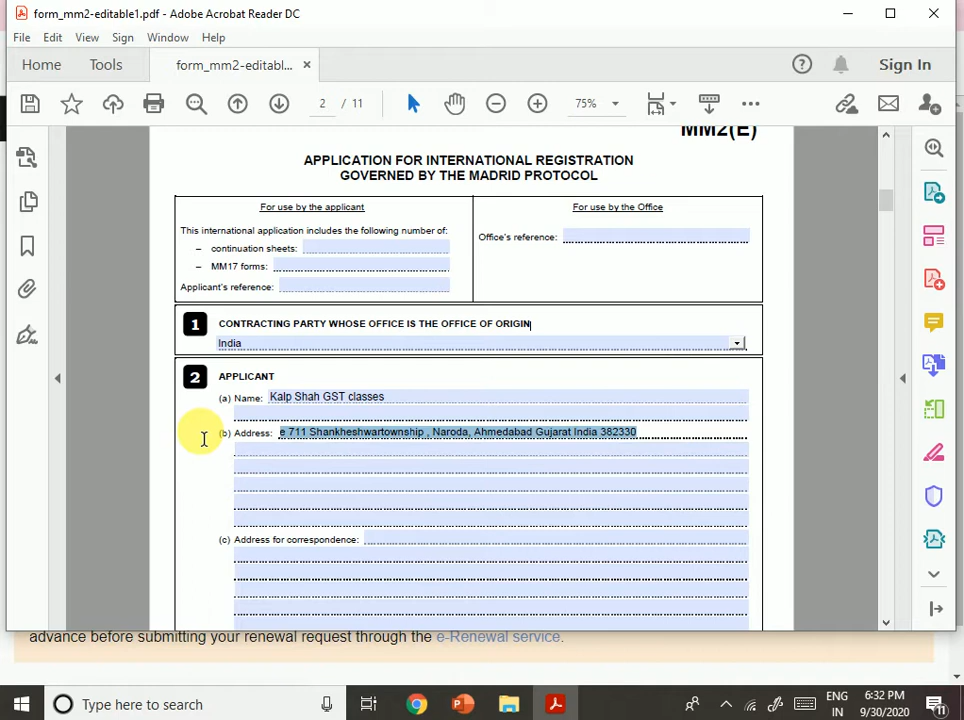 form_mm2-editable1.pdf - Adobe Acrobat Reader DC
File Edit View Sign Window Help
Home Tools form_mm2-editabl... × Sign In
2 / 11 75%
MM2(E)
APPLICATION FOR INTERNATIONAL REGISTRATION
GOVERNED BY THE MADRID PROTOCOL
For use by the applicant
This international application includes the following number of:
– continuation sheets:
– MM17 forms:
Applicant's reference:
For use by the Office
Office's reference:
1 CONTRACTING PARTY WHOSE OFFICE IS THE OFFICE OF ORIGIN
India
2 APPLICANT
(a) Name: Kalp Shah GST classes
(b) Address: e 711 Shankheshwartownship , Naroda, Ahmedabad Gujarat India 382330
(c) Address for correspondence:
advance before submitting your renewal request through the e-Renewal service.
Type here to search
ENG
IN
6:32 PM
9/30/2020
11